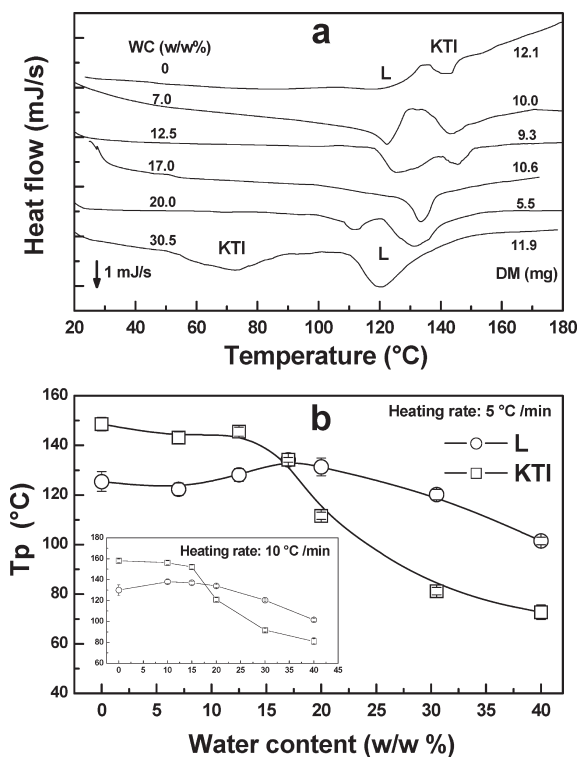 a
WC (w/w%)
KTI
L
0
12.1
7.0
10.0
12.5
9.3
17.0
10.6
20.0
5.5
30.5
KTI
L
11.9
1 mJ/s
DM (mg)
Heat flow (mJ/s)
20 40 60 80 100 120 140 160 180
Temperature (°C)
b
Heating rate: 5 °C /min
L
KTI
160
140
120
100
80
60
40
Tp (°C)
Heating rate: 10 °C /min
160
140
120
100
80
60
0 5 10 15 20 25 30 35 40 45
0 5 10 15 20 25 30 35 40
Water content (w/w %)